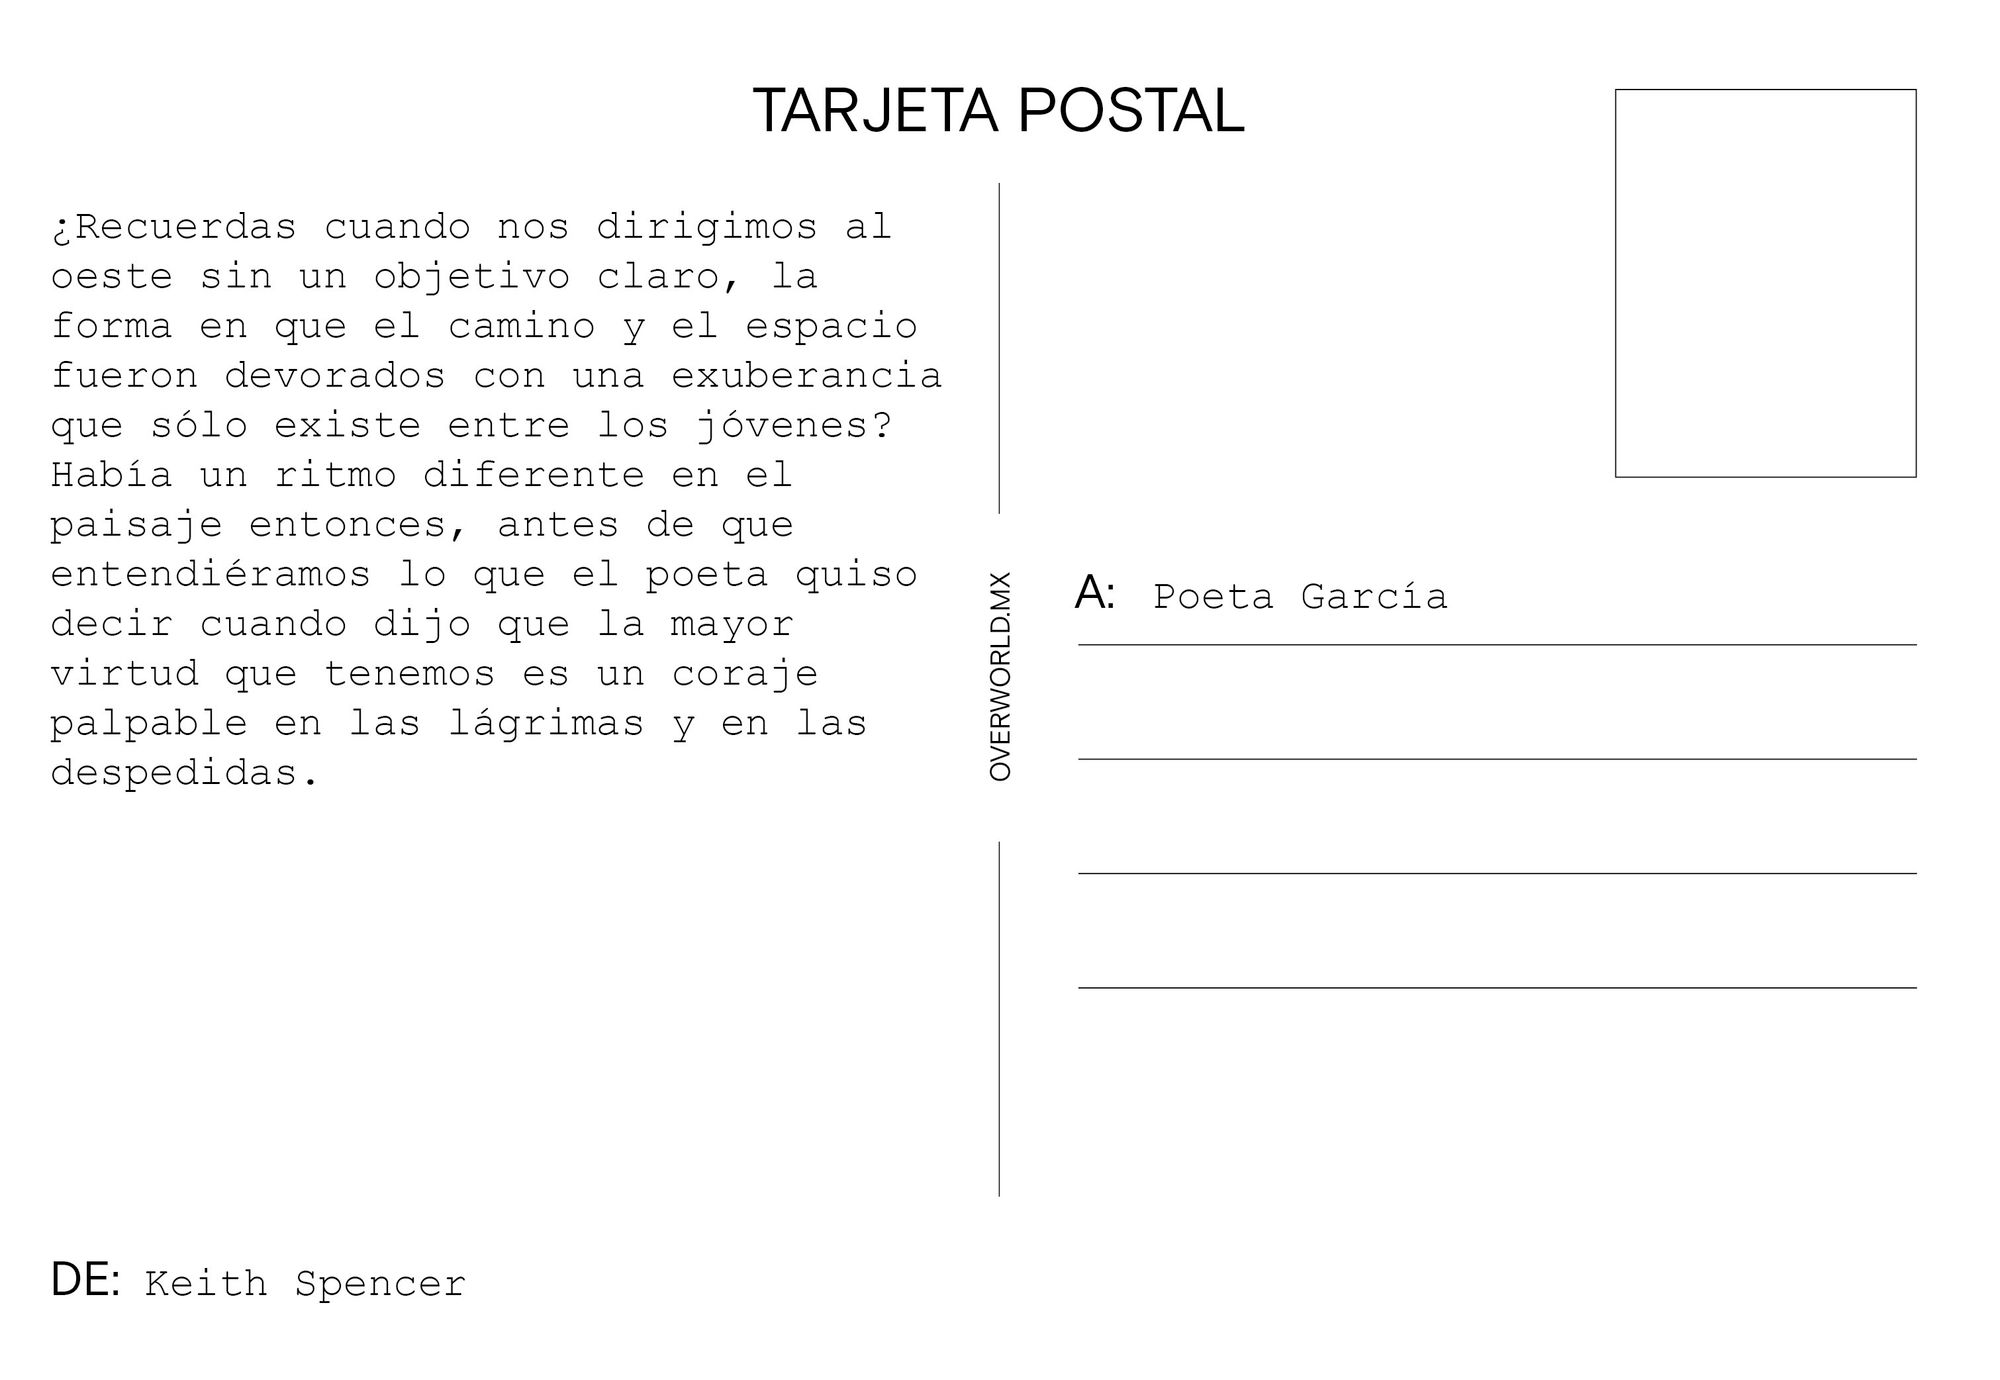 TARJETA POSTAL
¿Recuerdas cuando nos dirigimos al
oeste sin un objetivo claro, la
forma en que el camino y el espacio
fueron devorados con una exuberancia
que sólo existe entre los jóvenes?
Había un ritmo diferente en el
paisaje entonces, antes de que
entendiéramos lo que el poeta quiso
decir cuando dijo que la mayor
virtud que tenemos es un coraje
palpable en las lágrimas y en las
despedidas.
DE: Keith Spencer
OVERWORLD.MX
A: Poeta García